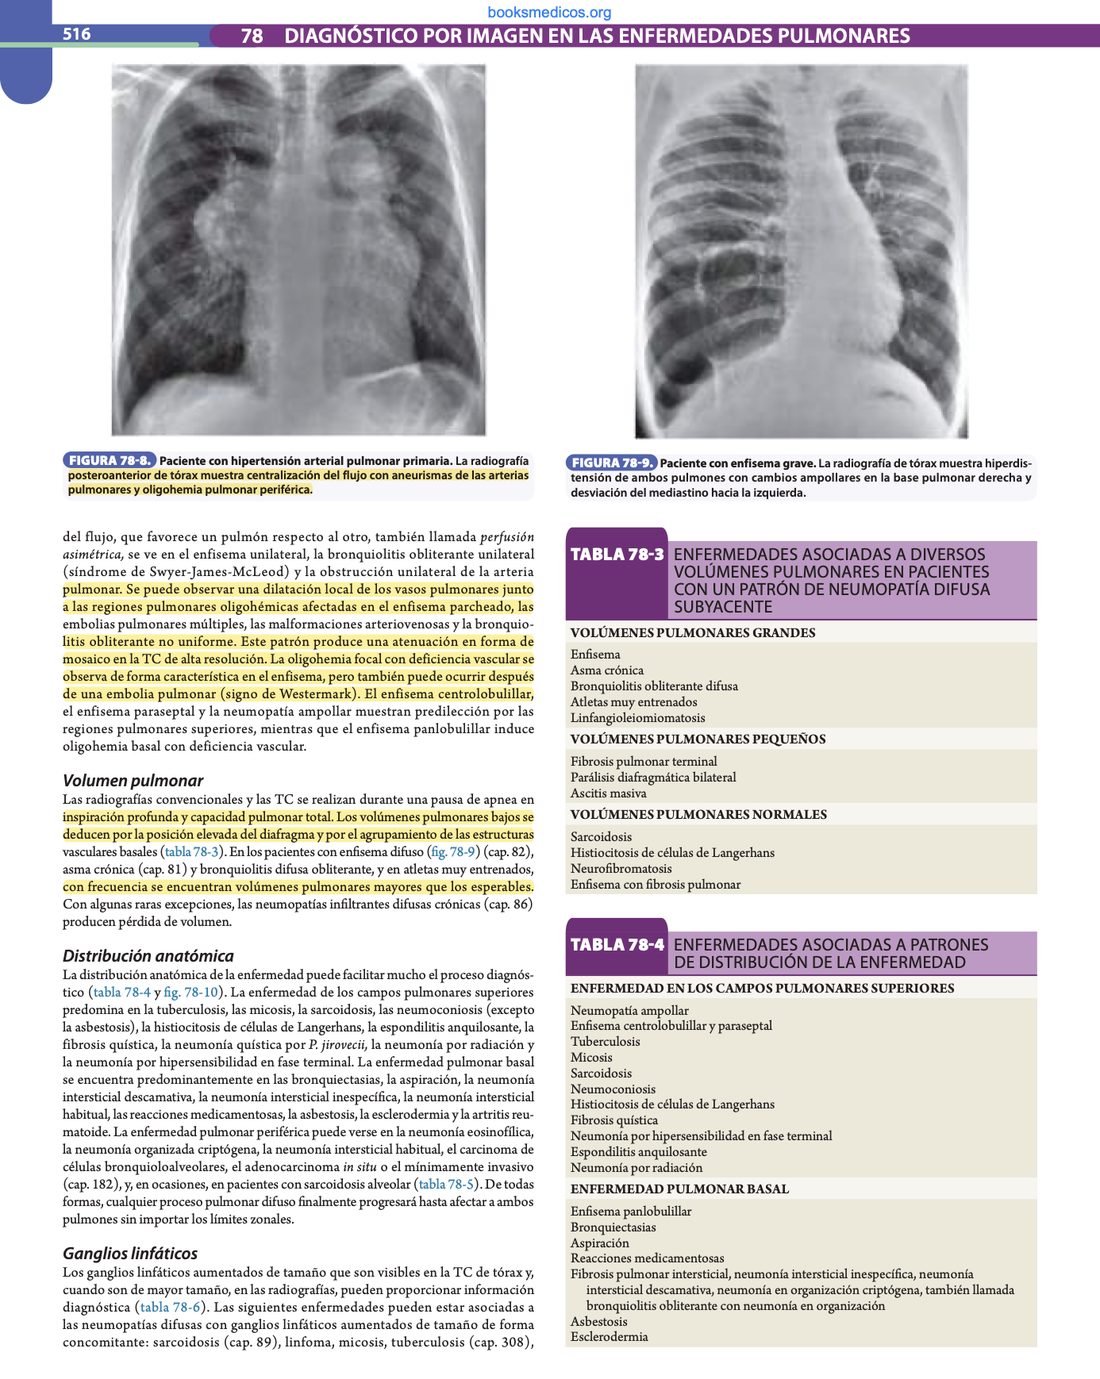 booksmedicos.org
516
78 DIAGNÓSTICO POR IMAGEN EN LAS ENFERMEDADES PULMONARES
FIGURA 78-8. Paciente con hipertensión arterial pulmonar primaria. La radiografía
posteroanterior de tórax muestra centralización del flujo con aneurismas de las arterias
pulmonares y oligohemia pulmonar periférica.
FIGURA 78-9. Paciente con enfisema grave. La radiografía de tórax muestra hiperdis-
tensión de ambos pulmones con cambios ampollares en la base pulmonar derecha y
desviación del mediastino hacia la izquierda.
del flujo, que favorece un pulmón respecto al otro, también llamada perfusión
asimétrica, se ve en el enfisema unilateral, la bronquiolitis obliterante unilateral
(síndrome de Swyer-James-McLeod) y la obstrucción unilateral de la arteria
pulmonar. Se puede observar una dilatación local de los vasos pulmonares junto
a las regiones pulmonares oligohémicas afectadas en el enfisema parcheado, las
embolias pulmonares múltiples, las malformaciones arteriovenosas y la bronquio-
litis obliterante no uniforme. Este patrón produce una atenuación en forma de
mosaico en la TC de alta resolución. La oligohemia focal con deficiencia vascular se
observa de forma característica en el enfisema, pero también puede ocurrir después
de una embolia pulmonar (signo de Westermark). El enfisema centrolobulillar,
el enfisema paraseptal y la neumopatía ampollar muestran predilección por las
regiones pulmonares superiores, mientras que el enfisema panlobulillar induce
oligohemia basal con deficiencia vascular.
Volumen pulmonar
Las radiografías convencionales y las TC se realizan durante una pausa de apnea en
inspiración profunda y capacidad pulmonar total. Los volúmenes pulmonares bajos se
deducen por la posición elevada del diafragma y por el agrupamiento de las estructuras
vasculares basales (tabla 78-3). En los pacientes con enfisema difuso (fig. 78-9) (cap. 82),
asma crónica (cap. 81) y bronquiolitis difusa obliterante, y en atletas muy entrenados,
con frecuencia se encuentran volúmenes pulmonares mayores que los esperables.
Con algunas raras excepciones, las neumopatías infiltrantes difusas crónicas (cap. 86)
producen pérdida de volumen.
Distribución anatómica
La distribución anatómica de la enfermedad puede facilitar mucho el proceso diagnós-
tico (tabla 78-4 y fig. 78-10). La enfermedad de los campos pulmonares superiores
predomina en la tuberculosis, las micosis, la sarcoidosis, las neumoconiosis (excepto
la asbestosis), la histiocitosis de células de Langerhans, la espondilitis anquilosante, la
fibrosis quística, la neumonía quística por P. jirovecii, la neumonía por radiación y
la neumonía por hipersensibilidad en fase terminal. La enfermedad pulmonar basal
se encuentra predominantemente en las bronquiectasias, la aspiración, la neumonía
intersticial descamativa, la neumonía intersticial inespecífica, la neumonía intersticial
habitual, las reacciones medicamentosas, la asbestosis, la esclerodermia y la artritis reu-
matoide. La enfermedad pulmonar periférica puede verse en la neumonía eosinofílica,
la neumonía organizada criptógena, la neumonía intersticial habitual, el carcinoma de
células bronquioloalveolares, el adenocarcinoma in situ o el mínimamente invasivo
(cap. 182), y, en ocasiones, en pacientes con sarcoidosis alveolar (tabla 78-5). De todas
formas, cualquier proceso pulmonar difuso finalmente progresará hasta afectar a ambos
pulmones sin importar los límites zonales.
Ganglios linfáticos
Los ganglios linfáticos aumentados de tamaño que son visibles en la TC de tórax y,
cuando son de mayor tamaño, en las radiografías, pueden proporcionar información
diagnóstica (tabla 78-6). Las siguientes enfermedades pueden estar asociadas a
las neumopatías difusas con ganglios linfáticos aumentados de tamaño de forma
concomitante: sarcoidosis (cap. 89), linfoma, micosis, tuberculosis (cap. 308),
TABLA 78-3 ENFERMEDADES ASOCIADAS A DIVERSOS
VOLÚMENES PULMONARES EN PACIENTES
CON UN PATRÓN DE NEUMOPATÍA DIFUSA
SUBYACENTE
VOLÚMENES PULMONARES GRANDES
Enfisema
Asma crónica
Bronquiolitis obliterante difusa
Atletas muy entrenados
Linfangioleiomiomatosis
VOLÚMENES PULMONARES PEQUEÑOS
Fibrosis pulmonar terminal
Parálisis diafragmática bilateral
Ascitis masiva
VOLÚMENES PULMONARES NORMALES
Sarcoidosis
Histiocitosis de células de Langerhans
Neurofibromatosis
Enfisema con fibrosis pulmonar
TABLA 78-4 ENFERMEDADES ASOCIADAS A PATRONES
DE DISTRIBUCIÓN DE LA ENFERMEDAD
ENFERMEDAD EN LOS CAMPOS PULMONARES SUPERIORES
Neumopatía ampollar
Enfisema centrolobulillar y paraseptal
Tuberculosis
Micosis
Sarcoidosis
Neumoconiosis
Histiocitosis de células de Langerhans
Fibrosis quística
Neumonía por hipersensibilidad en fase terminal
Espondilitis anquilosante
Neumonía por radiación
ENFERMEDAD PULMONAR BASAL
Enfisema panlobulillar
Bronquiectasias
Aspiración
Reacciones medicamentosas
Fibrosis pulmonar intersticial, neumonía intersticial inespecífica, neumonía
intersticial descamativa, neumonía en organización criptógena, también llamada
bronquiolitis obliterante con neumonía en organización
Asbestosis
Esclerodermia